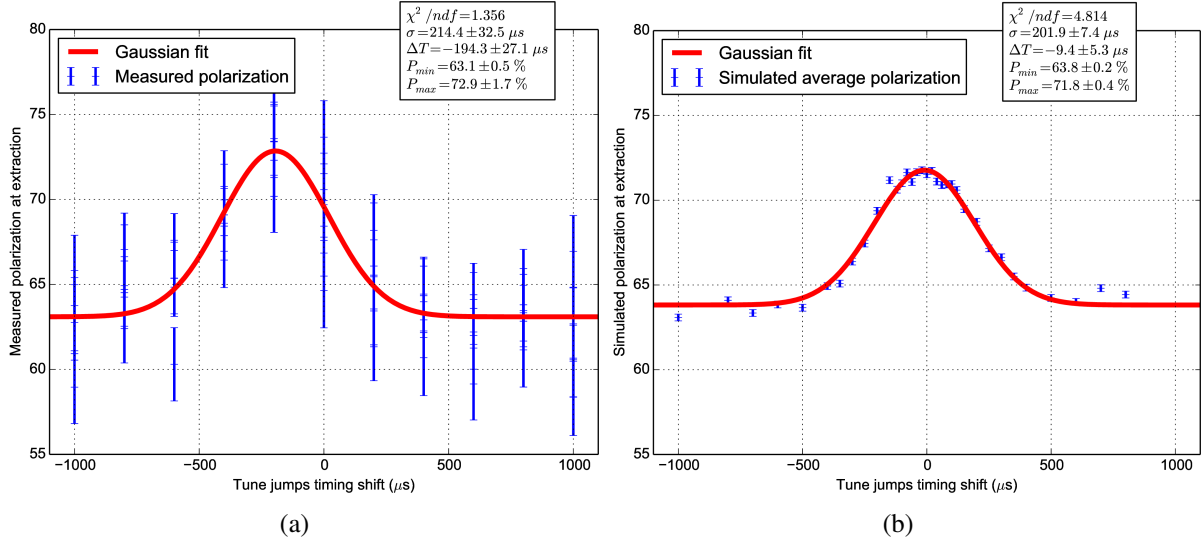 χ² /ndf=1.356
σ=214.4±32.5 μs
ΔT=−194.3±27.1 μs
P_min=63.1±0.5 %
P_max=72.9±1.7 %
Gaussian fit
Measured polarization
80
75
70
65
60
55
Measured polarization at extraction
−1000
−500
0
500
1000
Tune jumps timing shift (μs)
(a)
χ² /ndf=4.814
σ=201.9±7.4 μs
ΔT=−9.4±5.3 μs
P_min=63.8±0.2 %
P_max=71.8±0.4 %
Gaussian fit
Simulated average polarization
80
75
70
65
60
55
Simulated polarization at extraction
−1000
−500
0
500
1000
Tune jumps timing shift (μs)
(b)